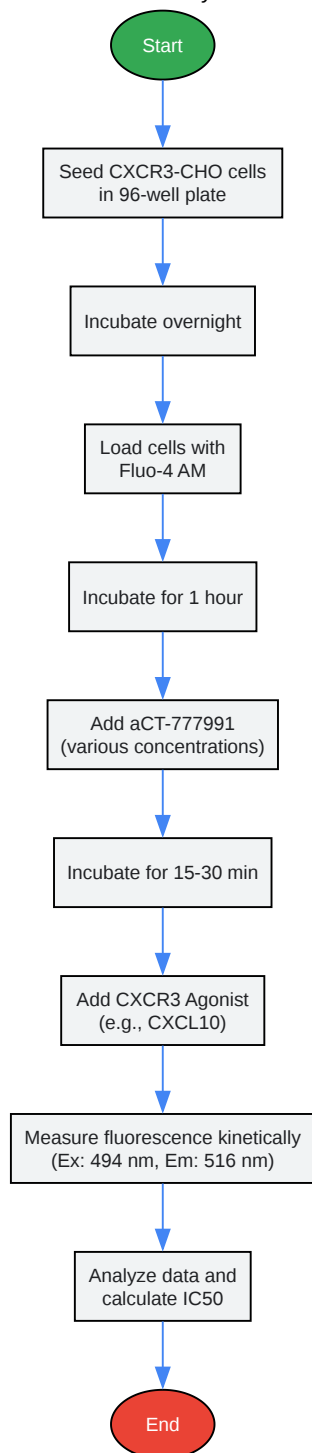 Start
Seed CXCR3-CHO cells
in 96-well plate
Incubate overnight
Load cells with
Fluo-4 AM
Incubate for 1 hour
Add aCT-777991
(various concentrations)
Incubate for 15-30 min
Add CXCR3 Agonist
(e.g., CXCL10)
Measure fluorescence kinetically
(Ex: 494 nm, Em: 516 nm)
Analyze data and
calculate IC50
End